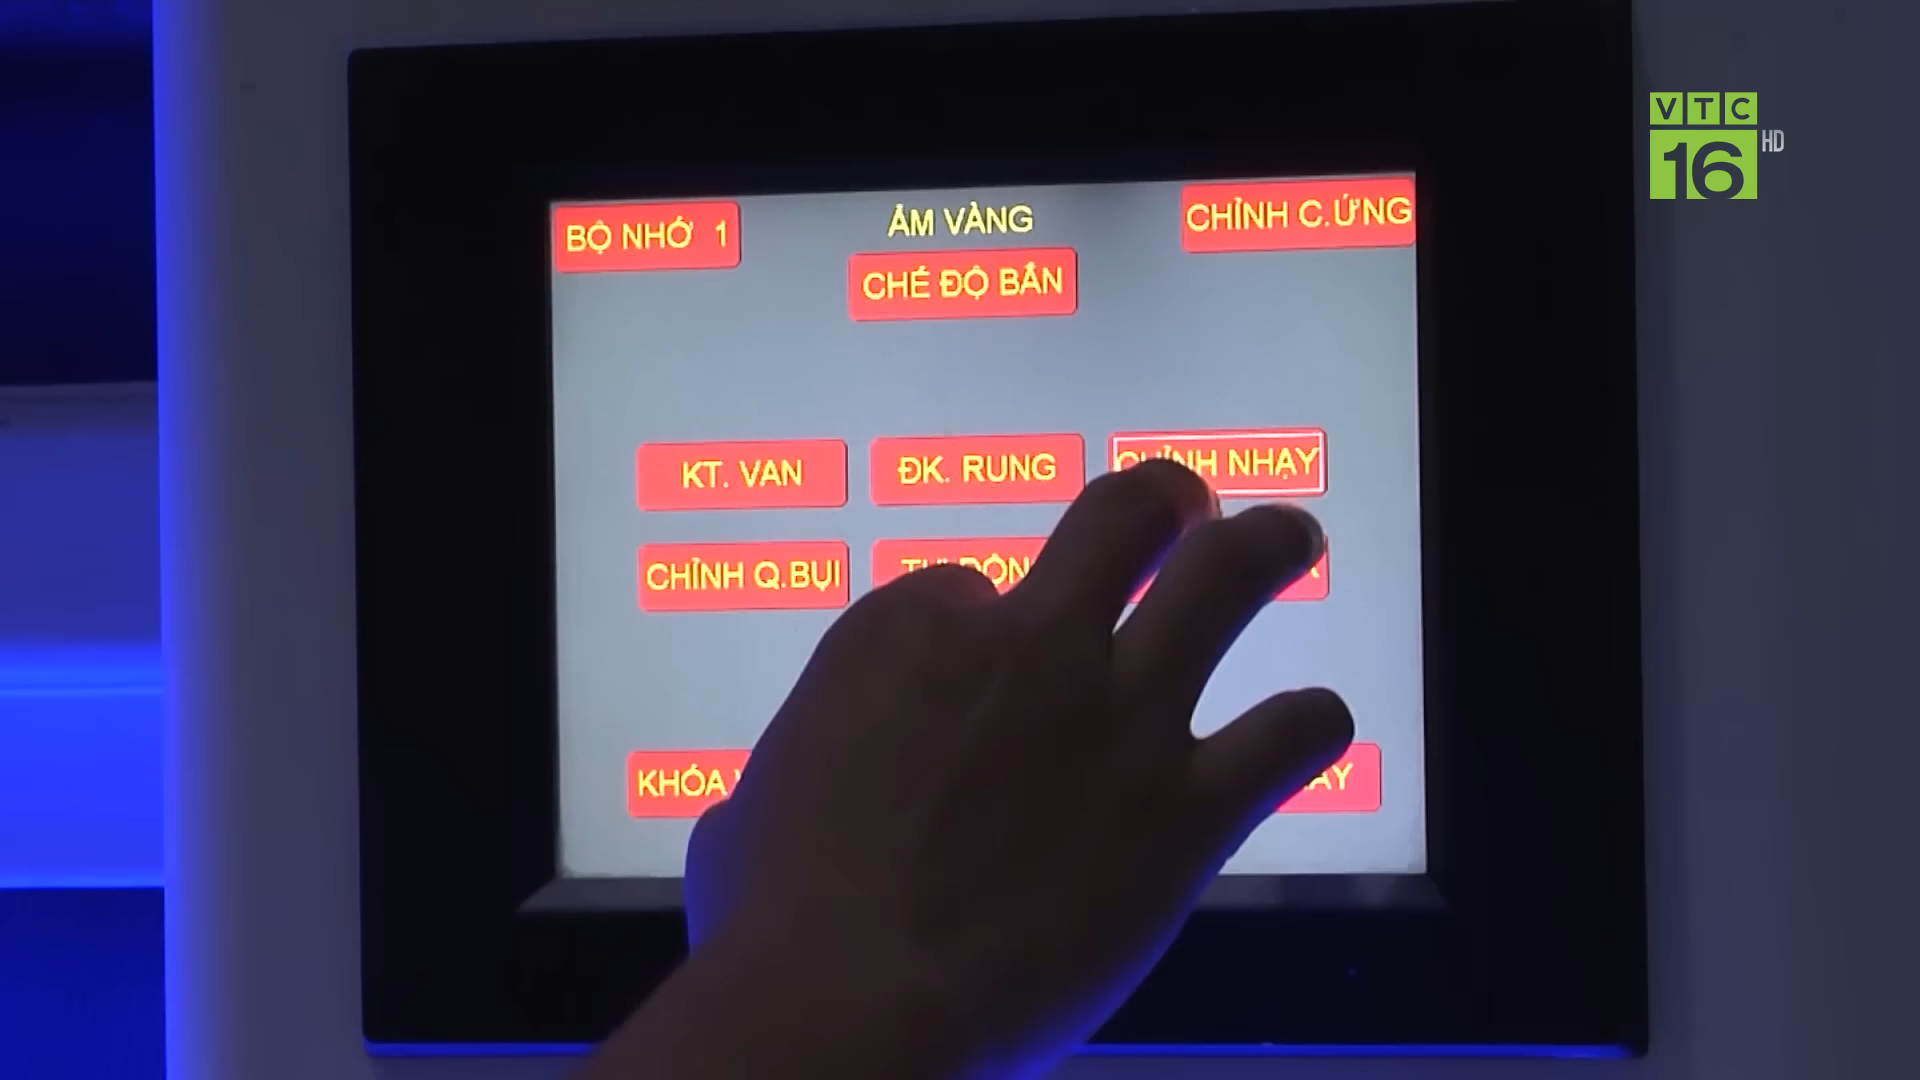 VTC
16 HD
BỘ NHỚ 1
ÂM VÀNG
CHỈNH C.ỨNG
CHẾ ĐỘ BẮN
KT. VAN
ĐK. RUNG
CHỈNH NHẠY
CHỈNH Q.BỤI
KHÓA